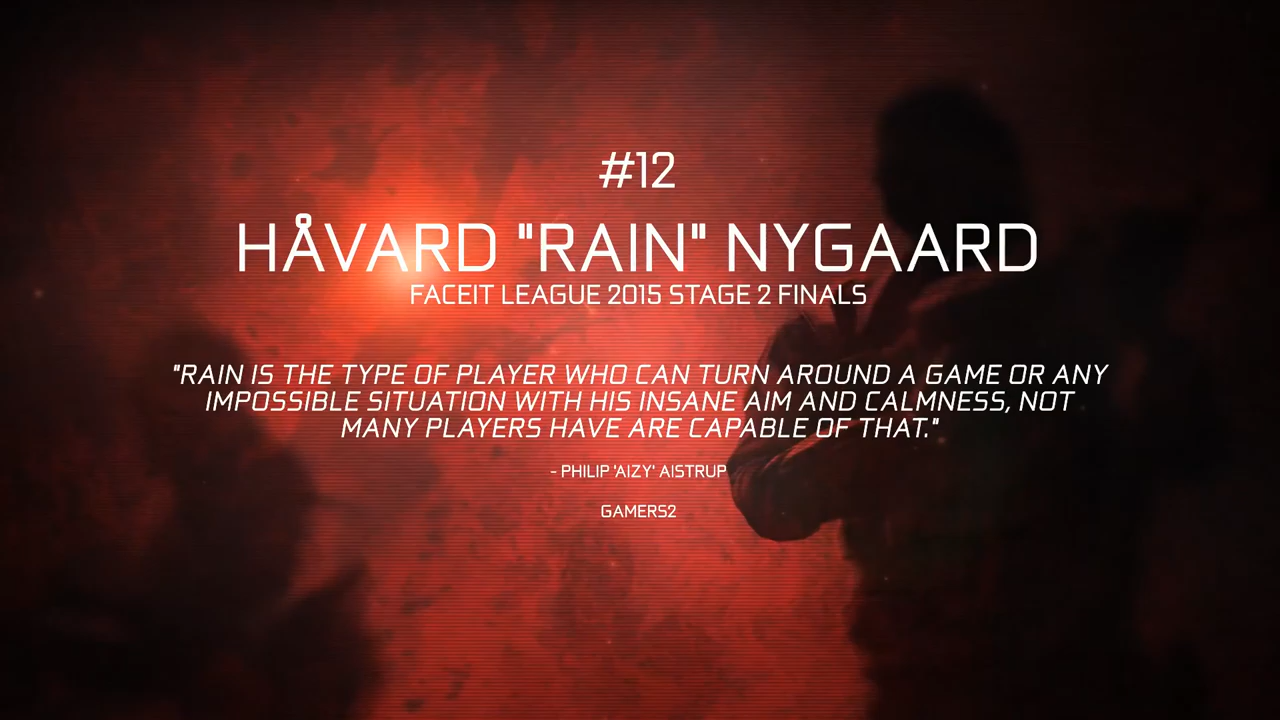 #12
HÅVARD "RAIN" NYGAARD
FACEIT LEAGUE 2015 STAGE 2 FINALS
"RAIN IS THE TYPE OF PLAYER WHO CAN TURN AROUND A GAME OR ANY
IMPOSSIBLE SITUATION WITH HIS INSANE AIM AND CALMNESS, NOT
MANY PLAYERS HAVE ARE CAPABLE OF THAT."
- PHILIP 'AIZY' AISTRUP
GAMERS2